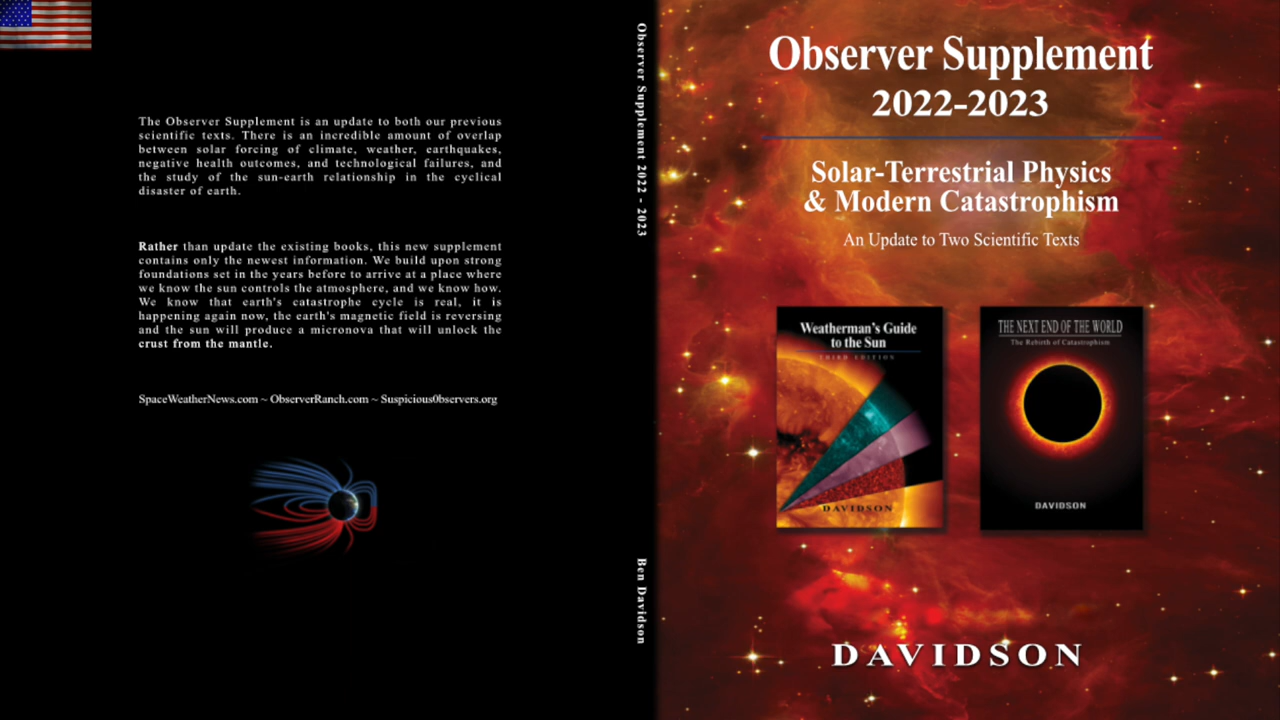 The Observer Supplement is an update to both our previous
scientific texts. There is an incredible amount of overlap
between solar forcing of climate, weather, earthquakes,
negative health outcomes, and technological failures, and
the study of the sun-earth relationship in the cyclical
disaster of earth.
Rather than update the existing books, this new supplement
contains only the newest information. We build upon strong
foundations set in the years before to arrive at a place where
we know the sun controls the atmosphere, and we know how.
We know that earth's catastrophe cycle is real, it is
happening again now, the earth's magnetic field is reversing
and the sun will produce a micronova that will unlock the
crust from the mantle.
SpaceWeatherNews.com ~ ObserverRanch.com ~ Suspicious0bservers.org
Observer Supplement 2022 - 2023
Ben Davidson
Observer Supplement
2022-2023
Solar-Terrestrial Physics
& Modern Catastrophism
An Update to Two Scientific Texts
Weatherman's Guide
to the Sun
THIRD EDITION
DAVIDSON
THE NEXT END OF THE WORLD
The Rebirth of Catastrophism
DAVIDSON
DAVIDSON